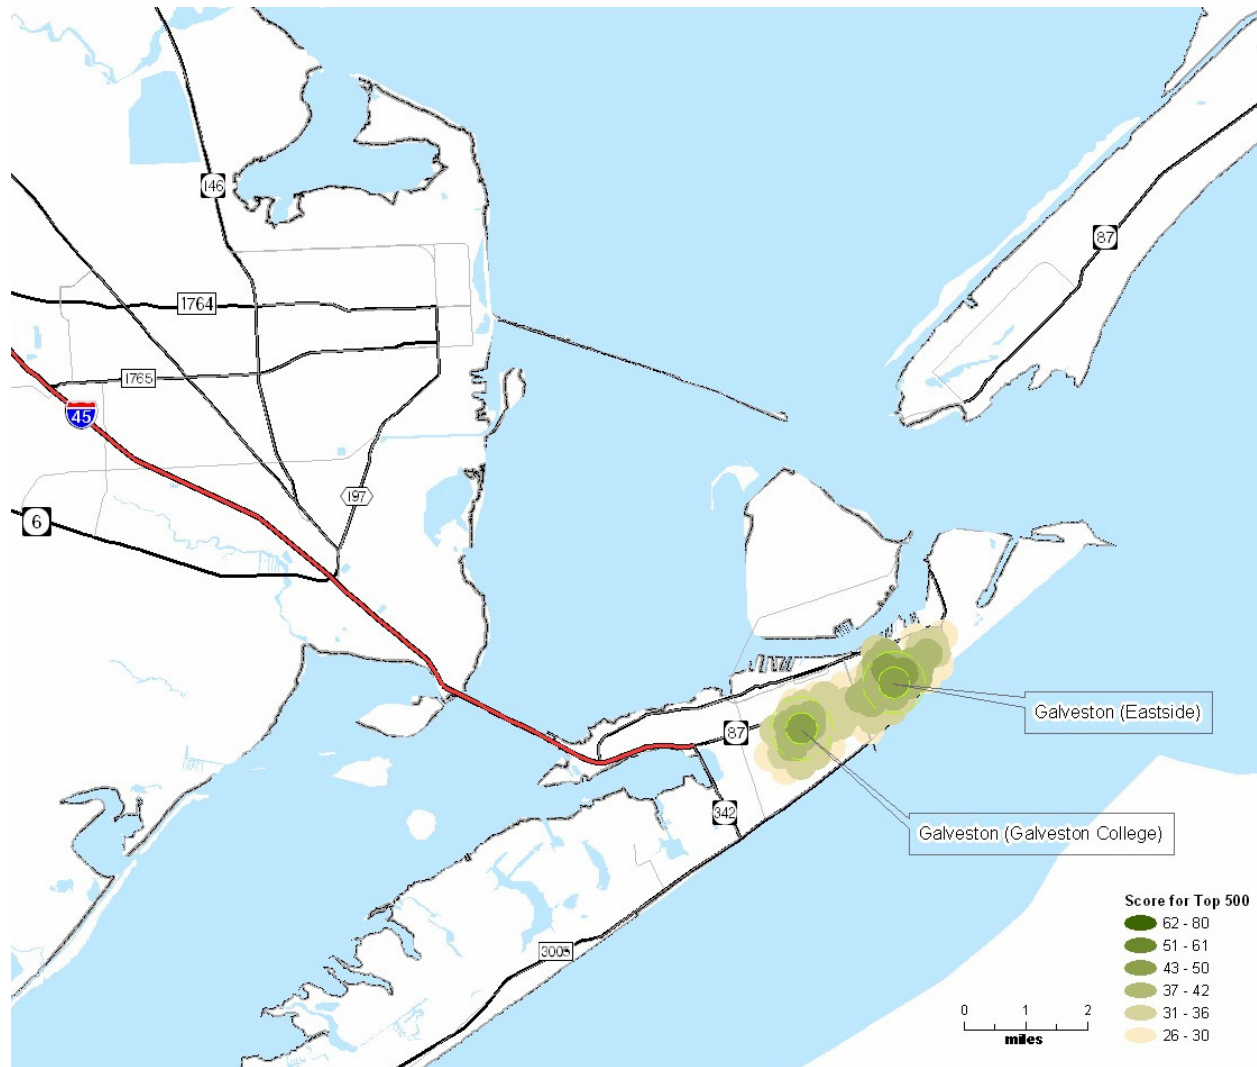 146
87
1764
1765
45
197
6
Galveston (Eastside)
87
342
Galveston (Galveston College)
Score for Top 500
62 - 80
51 - 61
43 - 50
37 - 42
31 - 36
26 - 30
3005
0 1 2
miles